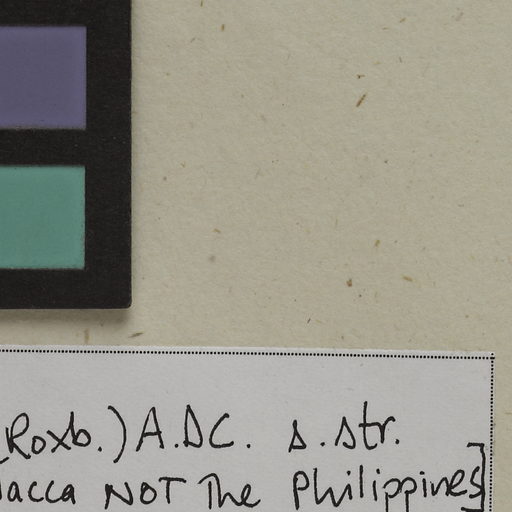 (Roxb.) A.DC. s.str.
acca NOT The Philippines]